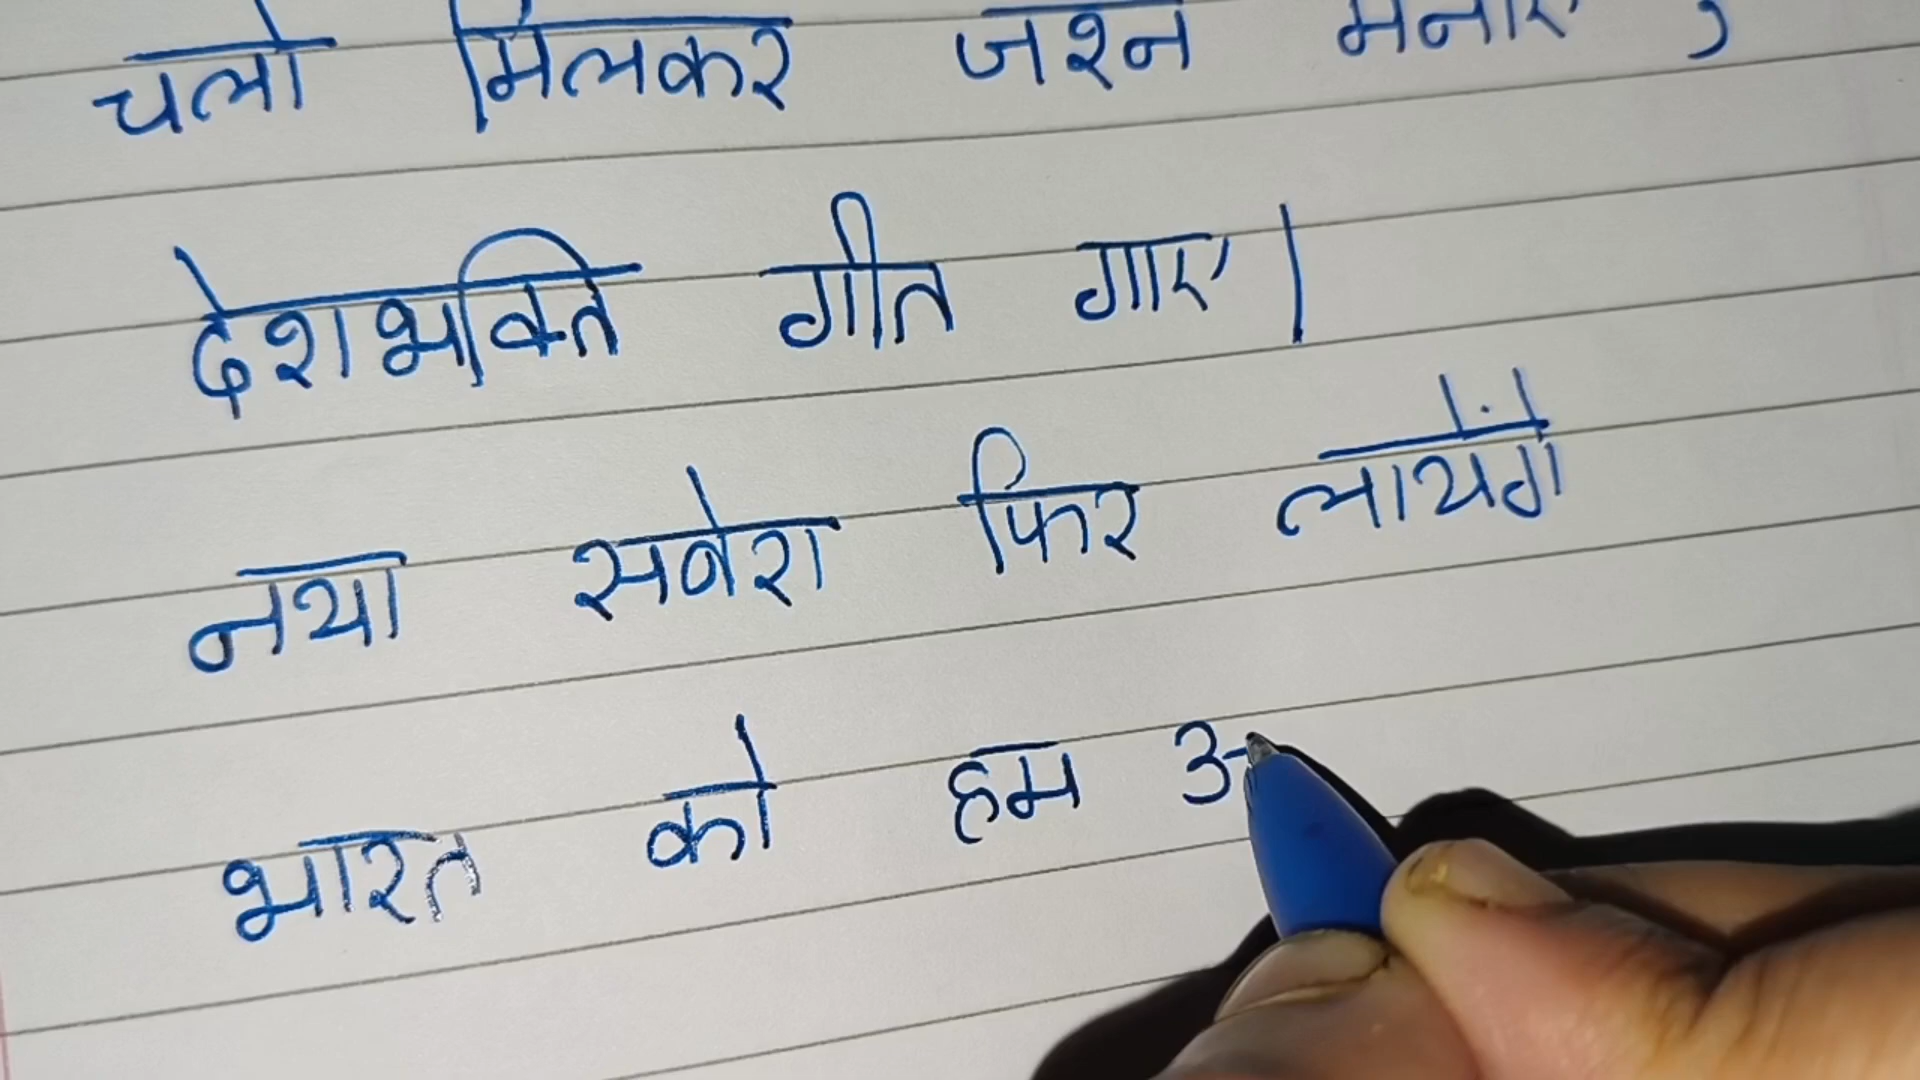 चलो मिलकर जश्न मनाए ,
देशभक्ति गीत गाए।
नया सवेरा फिर लायेंगे
भारत को हम